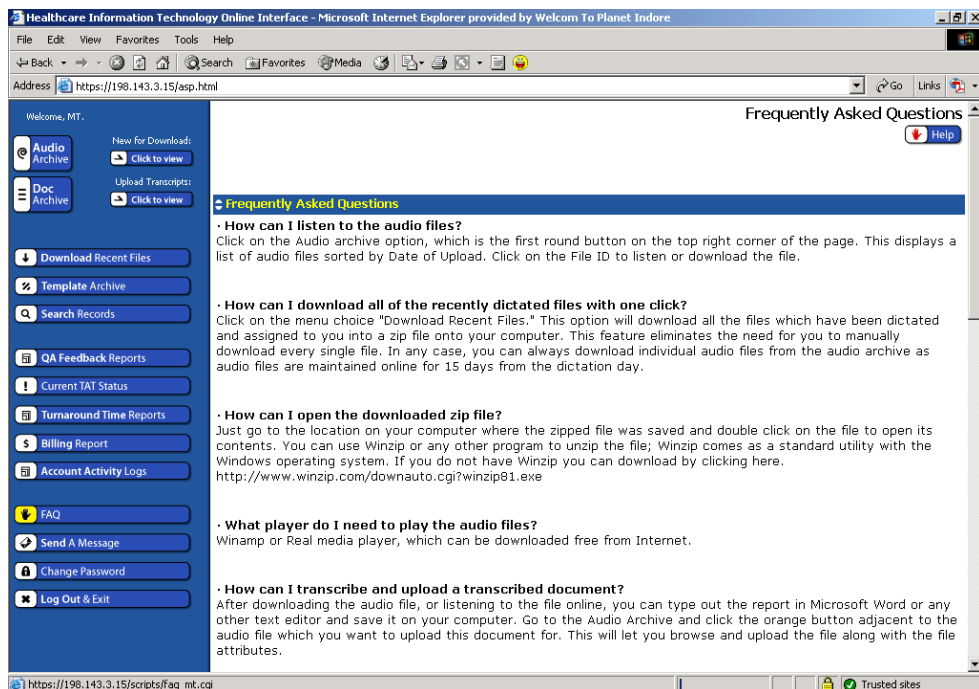 Healthcare Information Technology Online Interface - Microsoft Internet Explorer provided by Welcom To Planet Indore
File Edit View Favorites Tools Help
Back Search Favorites Media
Address https://198.143.3.15/asp.html Go Links
Welcome, MT.
Audio Archive
New for Download:
Click to view
Doc Archive
Upload Transcripts:
Click to view
Download Recent Files
Template Archive
Search Records
QA Feedback Reports
Current TAT Status
Turnaround Time Reports
Billing Report
Account Activity Logs
FAQ
Send A Message
Change Password
Log Out & Exit
Frequently Asked Questions
Help
Frequently Asked Questions
· How can I listen to the audio files?
Click on the Audio archive option, which is the first round button on the top right corner of the page. This displays a
list of audio files sorted by Date of Upload. Click on the File ID to listen or download the file.
· How can I download all of the recently dictated files with one click?
Click on the menu choice "Download Recent Files." This option will download all the files which have been dictated
and assigned to you into a zip file onto your computer. This feature eliminates the need for you to manually
download every single file. In any case, you can always download individual audio files from the audio archive as
audio files are maintained online for 15 days from the dictation day.
· How can I open the downloaded zip file?
Just go to the location on your computer where the zipped file was saved and double click on the file to open its
contents. You can use Winzip or any other program to unzip the file; Winzip comes as a standard utility with the
Windows operating system. If you do not have Winzip you can download by clicking here.
http://www.winzip.com/downauto.cgi?winzip81.exe
· What player do I need to play the audio files?
Winamp or Real media player, which can be downloaded free from Internet.
· How can I transcribe and upload a transcribed document?
After downloading the audio file, or listening to the file online, you can type out the report in Microsoft Word or any
other text editor and save it on your computer. Go to the Audio Archive and click the orange button adjacent to the
audio file which you want to upload this document for. This will let you browse and upload the file along with the file
attributes.
https://198.143.3.15/scripts/faq_mt.cgi
Trusted sites